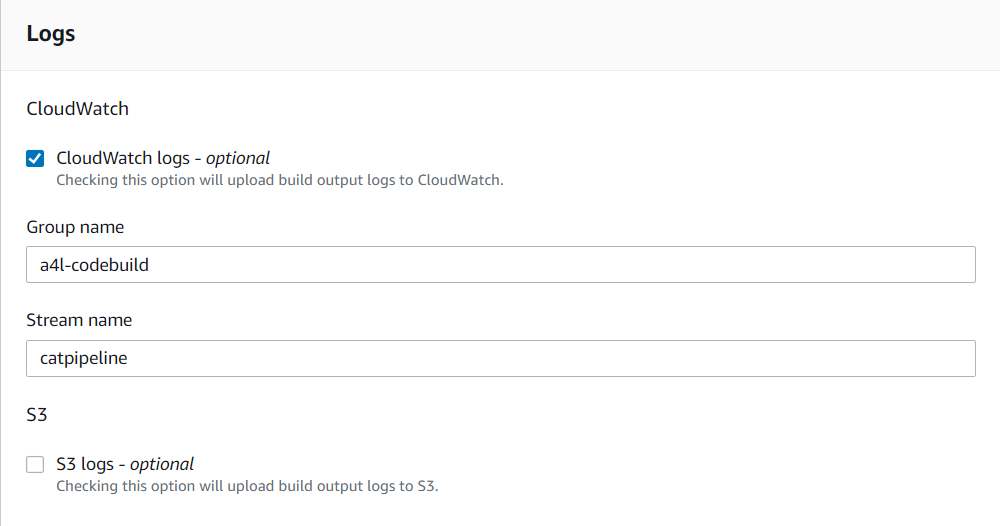 Logs
CloudWatch
CloudWatch logs - optional
Checking this option will upload build output logs to CloudWatch.
Group name
a4l-codebuild
Stream name
catpipeline
S3
S3 logs - optional
Checking this option will upload build output logs to S3.